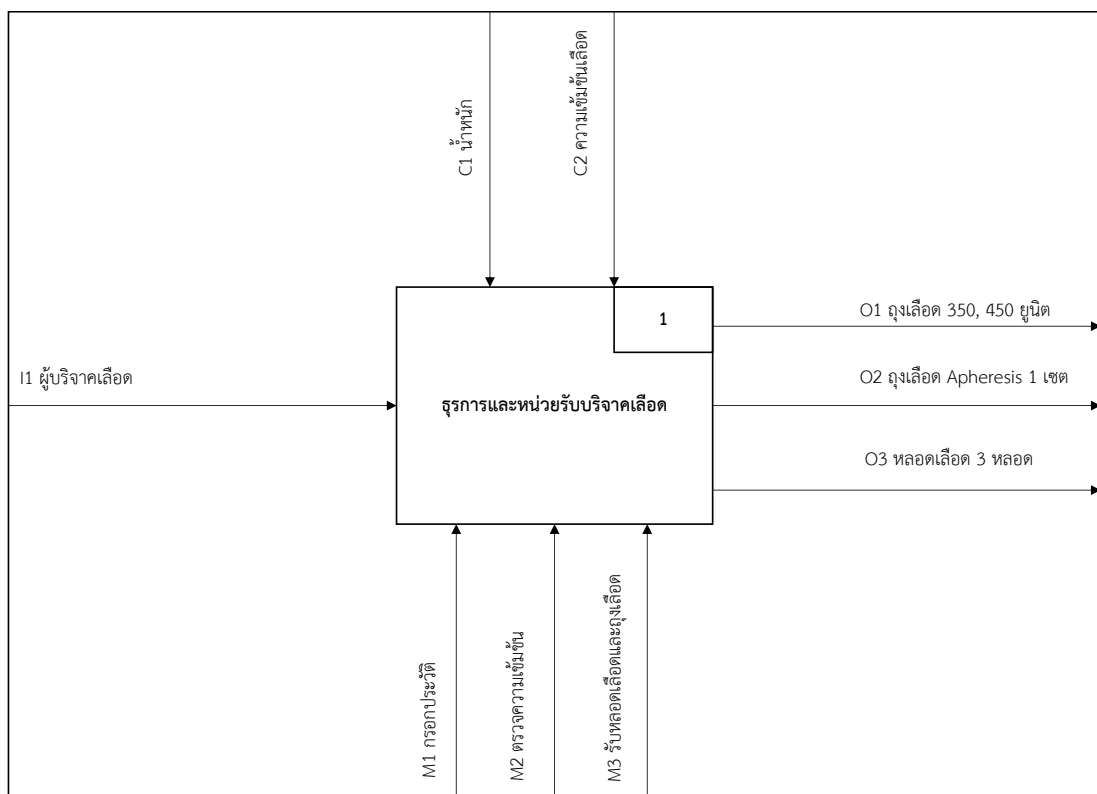 C1 น้ำหนัก
C2 ความเข้มข้นเลือด
1
O1 ถุงเลือด 350, 450 ยูนิต
I1 ผู้บริจาคเลือด
O2 ถุงเลือด Apheresis 1 เซต
ธุรการและหน่วยรับบริจาคเลือด
O3 หลอดเลือด 3 หลอด
M1 กรอกประวัติ
M2 ตรวจความเข้มข้น
M3 รับหลอดเลือดและถุงเลือด